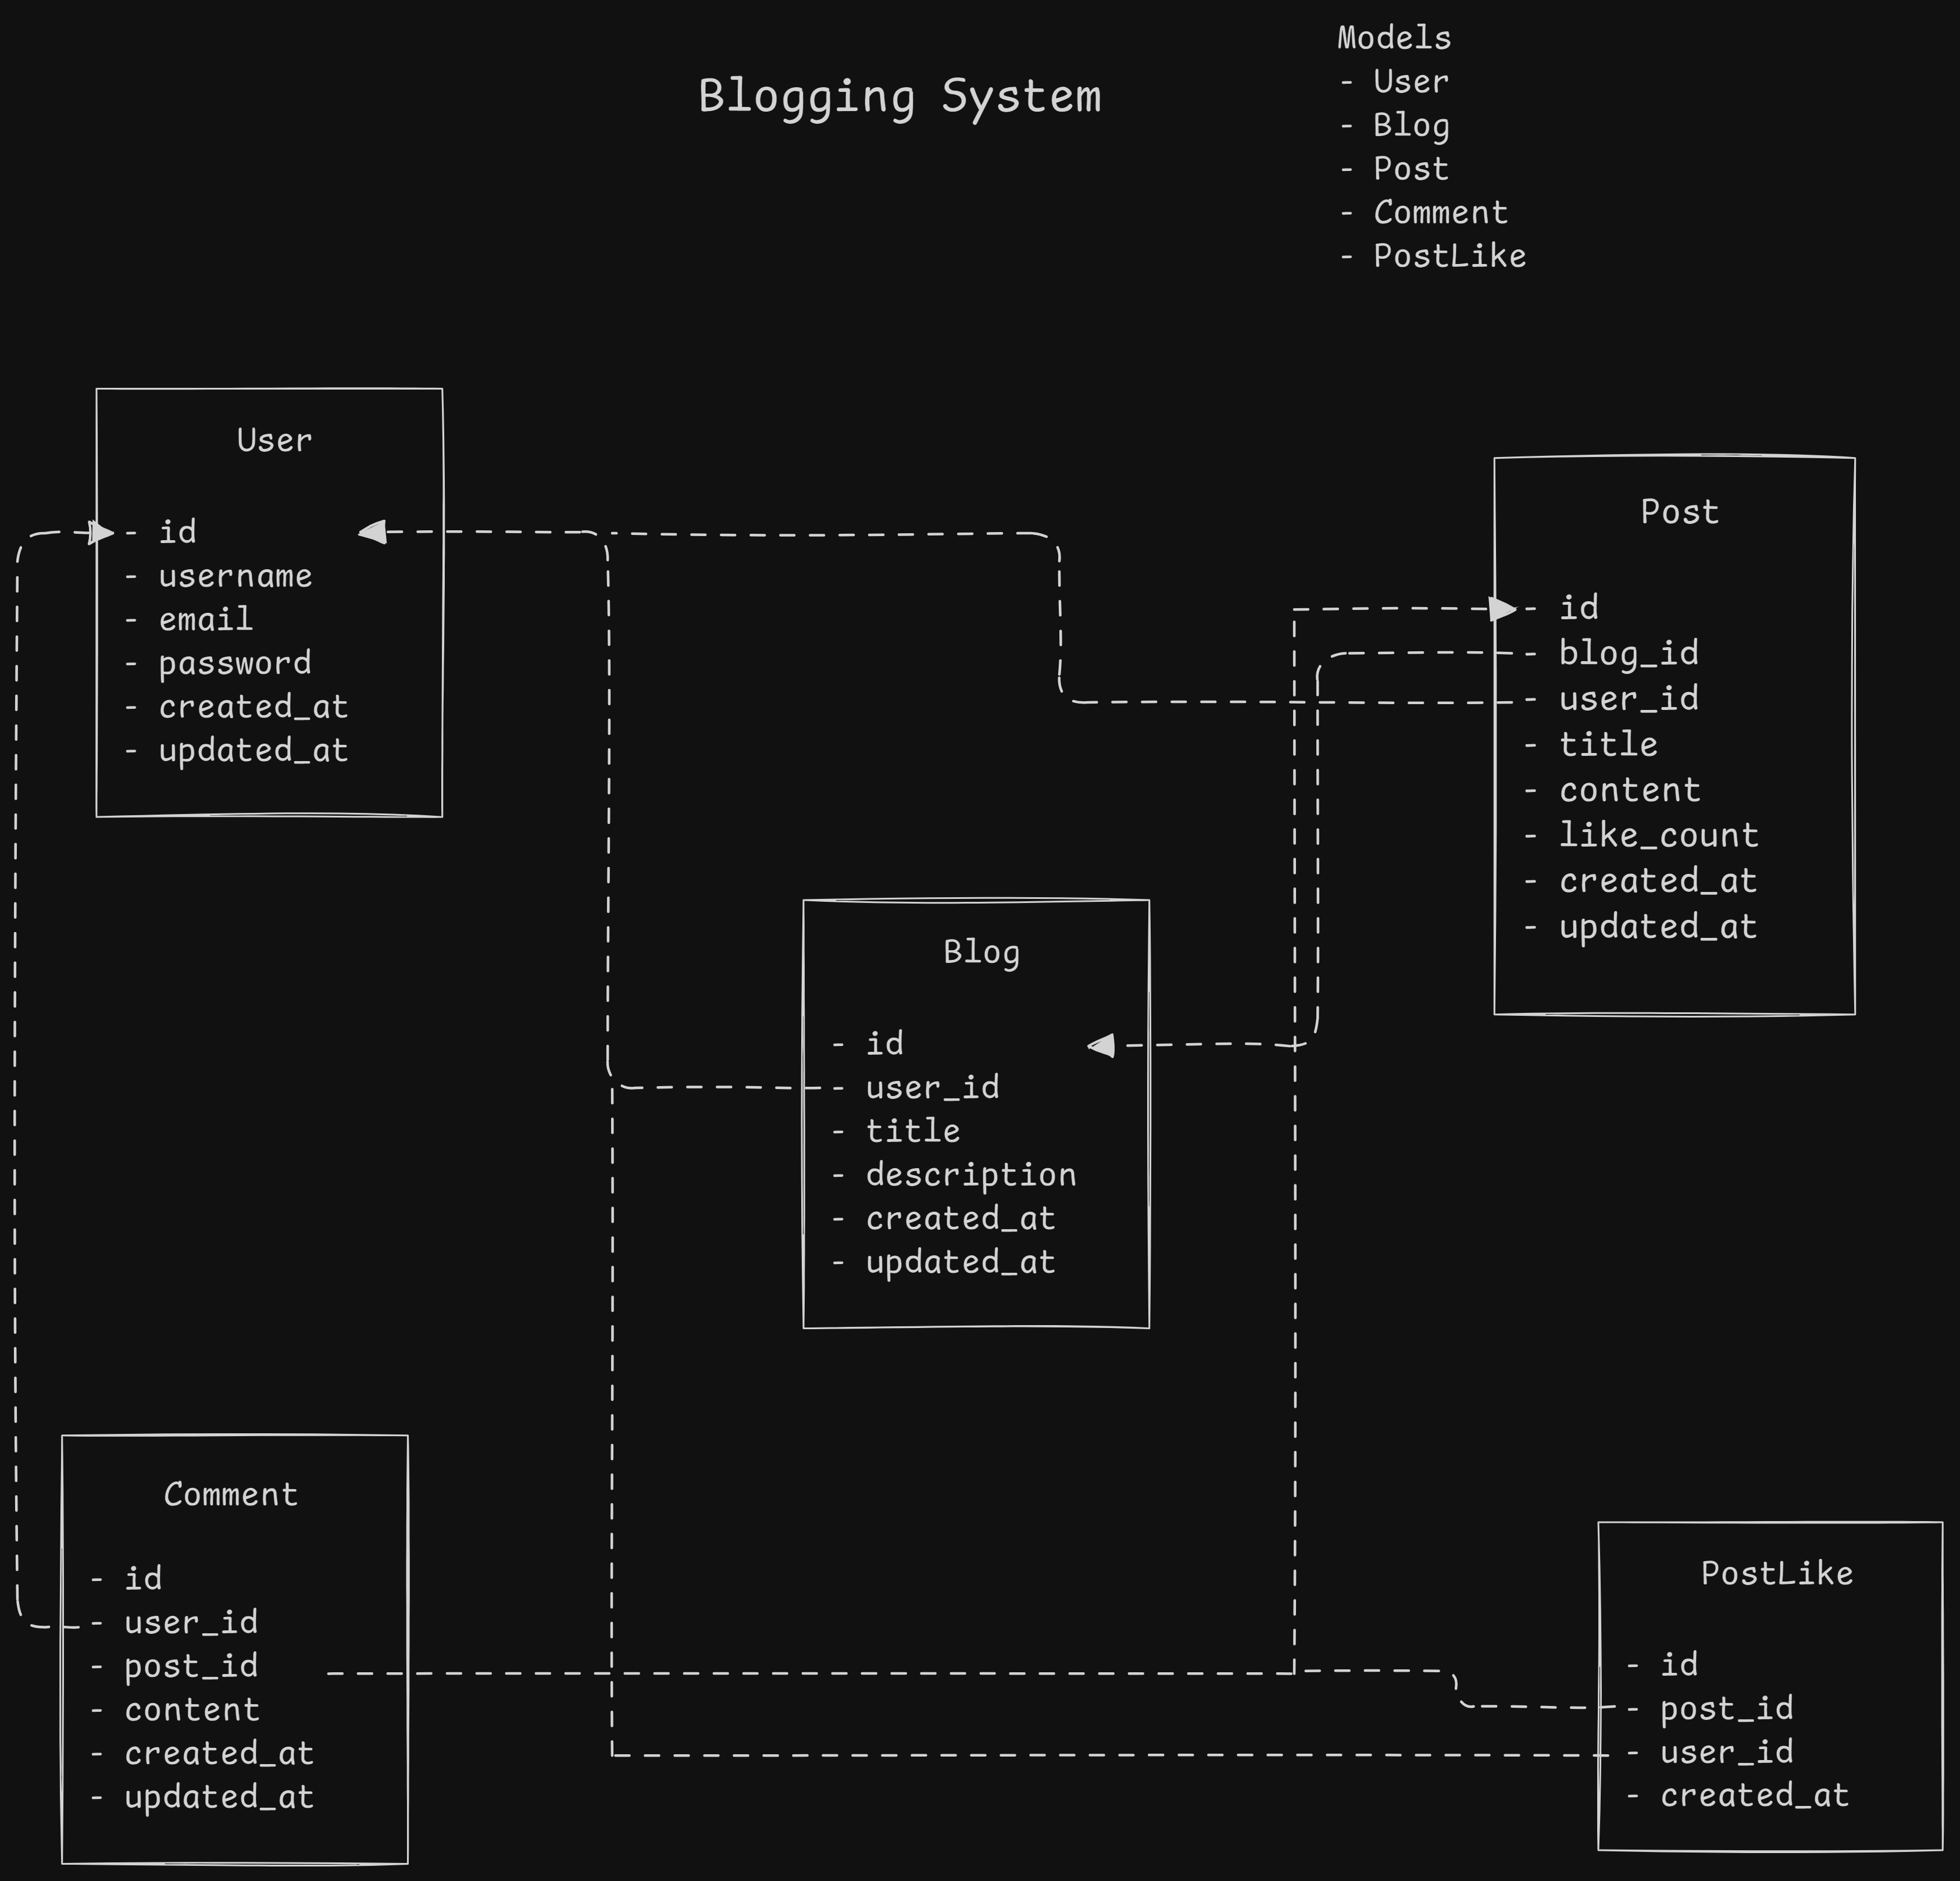 Blogging System
Models
- User
- Blog
- Post
- Comment
- PostLike
User
- id
- username
- email
- password
- created_at
- updated_at
Post
- id
- blog_id
- user_id
- title
- content
- like_count
- created_at
- updated_at
Blog
- id
- user_id
- title
- description
- created_at
- updated_at
Comment
- id
- user_id
- post_id
- content
- created_at
- updated_at
PostLike
- id
- post_id
- user_id
- created_at